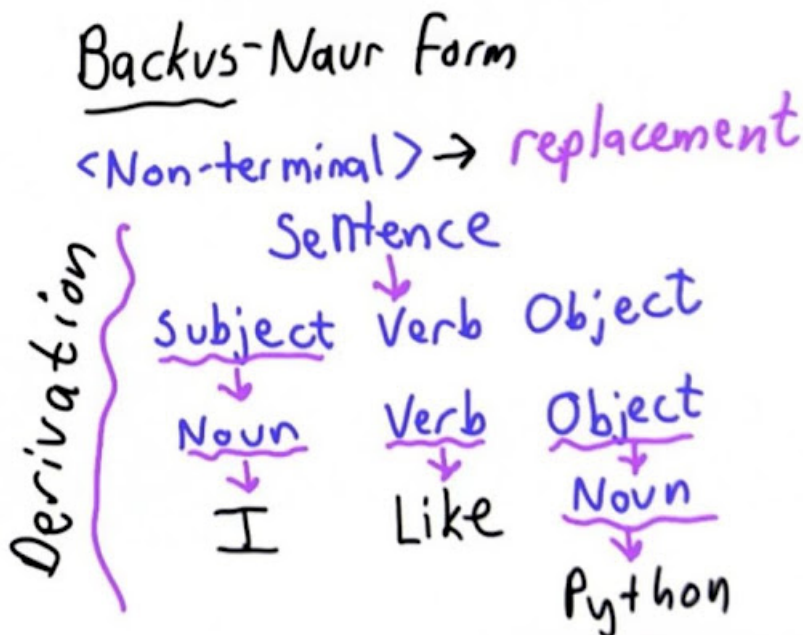 Backus-Naur Form
<Non-terminal> → replacement
Sentence
Subject Verb Object
Noun Verb Object
I Like Noun
Python
Derivation